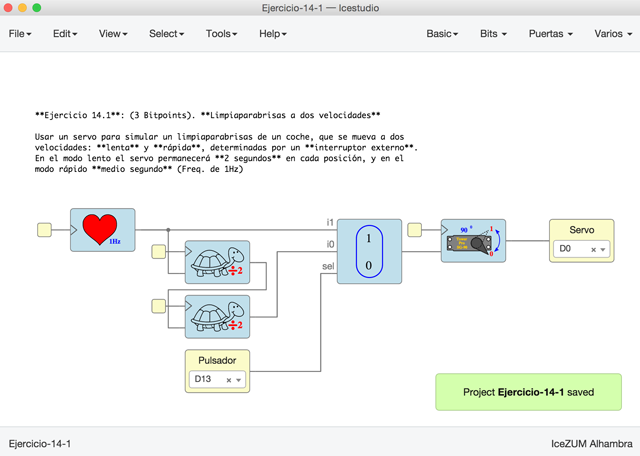 Ejercicio-14-1 — Icestudio
File Edit View Select Tools Help Basic Bits Puertas Varios
**Ejercicio 14.1**: (3 Bitpoints). **Limpiaparabrisas a dos velocidades**
Usar un servo para simular un limpiaparabrisas de un coche, que se mueva a dos
velocidades: **lenta** y **rápida**, determinadas por un **interruptor externo**.
En el modo lento el servo permanecerá **2 segundos** en cada posición, y en el
modo rápido **medio segundo** (Freq. de 1Hz)
1Hz
÷2
÷2
i1
i0
sel
1
0
90 °
1
0
Servo
D0
Pulsador
D13
Project Ejercicio-14-1 saved
Ejercicio-14-1
IceZUM Alhambra